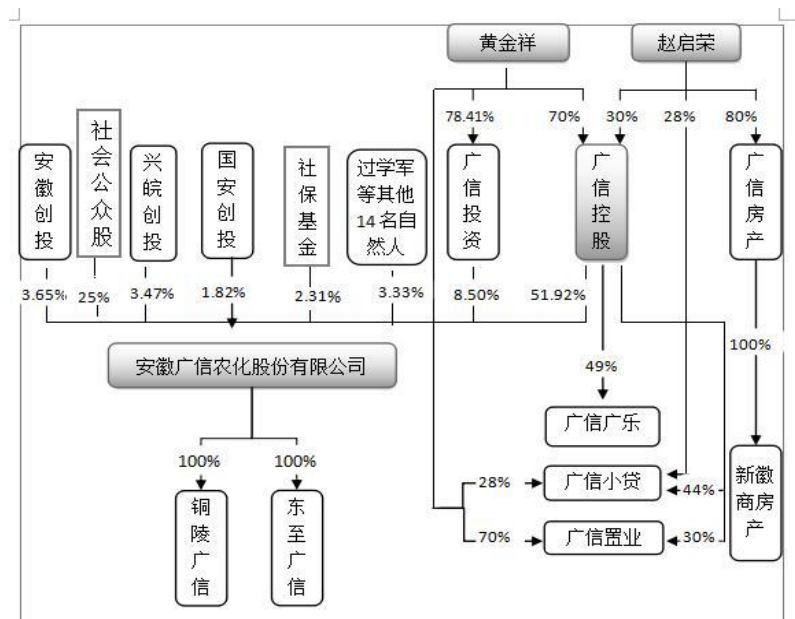 黄金祥
赵启荣
78.41%
70%
30%
28%
80%
安徽创投
社会公众股
兴皖创投
国安创投
社保基金
过学军
等其他
14名自
然人
广信投资
广信控股
广信房产
3.65%
25%
3.47%
1.82%
2.31%
3.33%
8.50%
51.92%
100%
安徽广信农化股份有限公司
49%
广信广乐
100%
100%
28%
广信小贷
44%
新徽
商房
产
铜陵广信
东至广信
70%
广信置业
30%